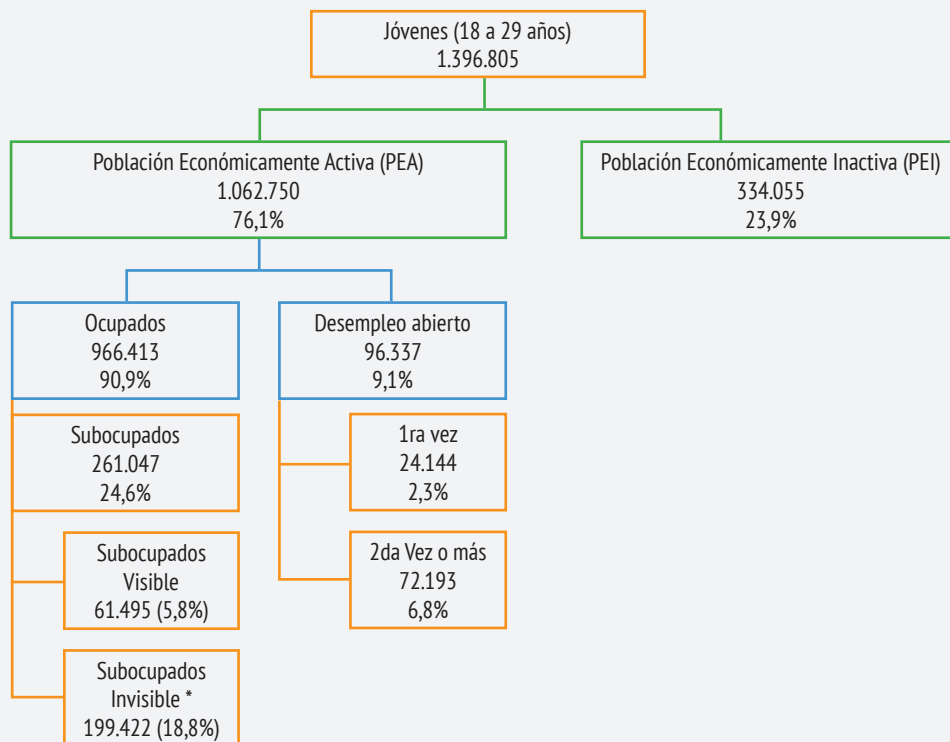 Jóvenes (18 a 29 años)
1.396.805
Población Económicamente Activa (PEA)
1.062.750
76,1%
Población Económicamente Inactiva (PEI)
334.055
23,9%
Ocupados
966.413
90,9%
Desempleo abierto
96.337
9,1%
Subocupados
261.047
24,6%
1ra vez
24.144
2,3%
Subocupados
Visible
61.495 (5,8%)
2da Vez o más
72.193
6,8%
Subocupados
Invisible *
199.422 (18,8%)